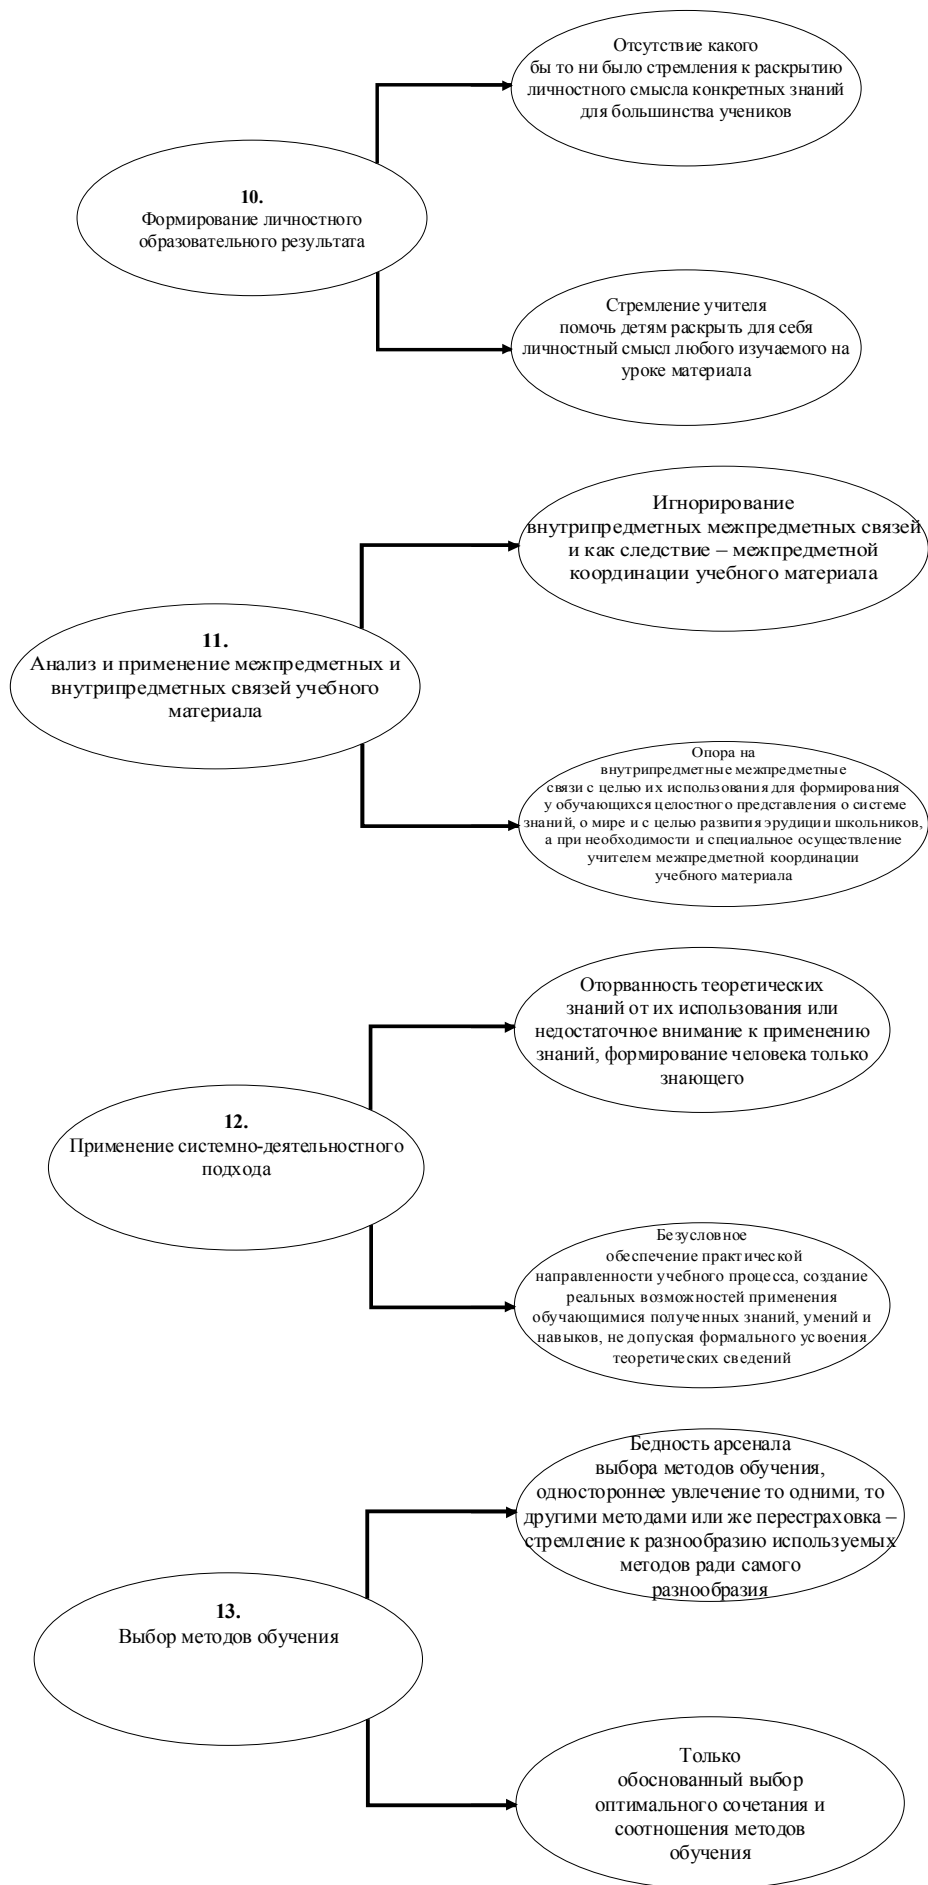 Отсутствие какого
бы то ни было стремления к раскрытию
личностного смысла конкретных знаний
для большинства учеников
10.
Формирование личностного
образовательного результата
Стремление учителя
помочь детям раскрыть для себя
личностный смысл любого изучаемого на
уроке материала
Игнорирование
внутрипредметных межпредметных связей
и как следствие – межпредметной
координации учебного материала
11.
Анализ и применение межпредметных и
внутрипредметных связей учебного
материала
Опора на
внутрипредметные межпредметные
связи с целью их использования для формирования
у обучающихся целостного представления о системе
знаний, о мире и с целью развития эрудиции школьников,
а при необходимости и специальное осуществление
учителем межпредметной координации
учебного материала
Оторванность теоретических
знаний от их использования или
недостаточное внимание к применению
знаний, формирование человека только
знающего
12.
Применение системно-деятельностного
подхода
Безусловное
обеспечение практической
направленности учебного процесса, создание
реальных возможностей применения
обучающимися полученных знаний, умений и
навыков, не допуская формального усвоения
теоретических сведений
Бедность арсенала
выбора методов обучения,
одностороннее увлечение то одними, то
другими методами или же перестраховка –
стремление к разнообразию используемых
методов ради самого
разнообразия
13.
Выбор методов обучения
Только
обоснованный выбор
оптимального сочетания и
соотношения методов
обучения